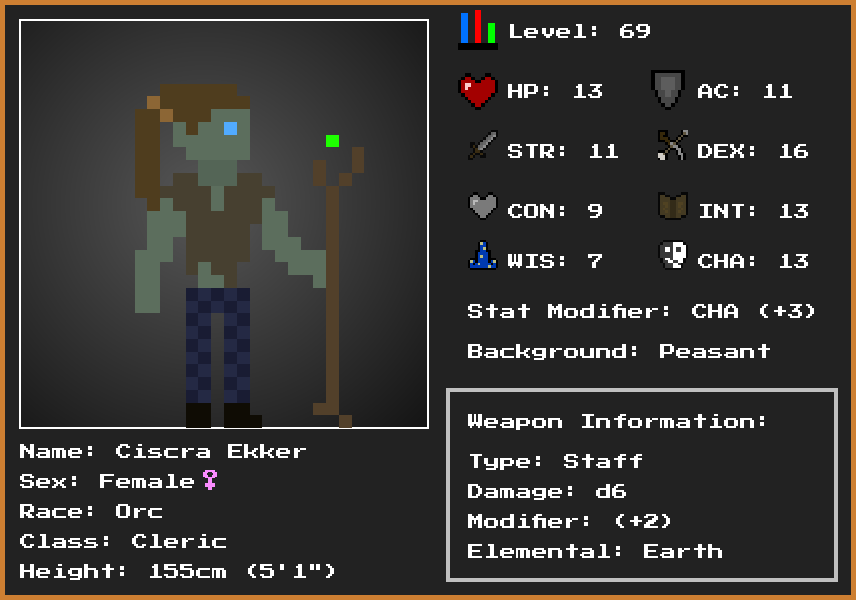 Level: 69
HP: 13 AC: 11
STR: 11 DEX: 16
CON: 9 INT: 13
WIS: 7 CHA: 13
Stat Modifier: CHA (+3)
Background: Peasant
Weapon Information:
Type: Staff
Damage: d6
Modifier: (+2)
Elemental: Earth
Name: Ciscra Ekker
Sex: Female♀
Race: Orc
Class: Cleric
Height: 155cm (5'1")